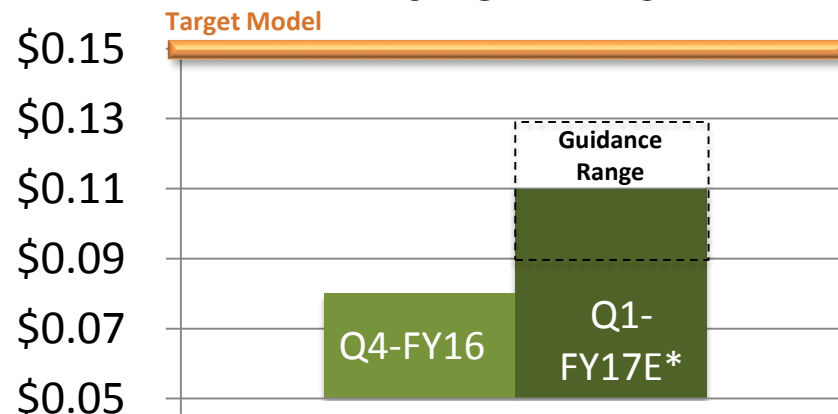 Target Model
$0.15
$0.13
Guidance
Range
$0.11
$0.09
$0.07
Q4-FY16
Q1-
FY17E*
$0.05